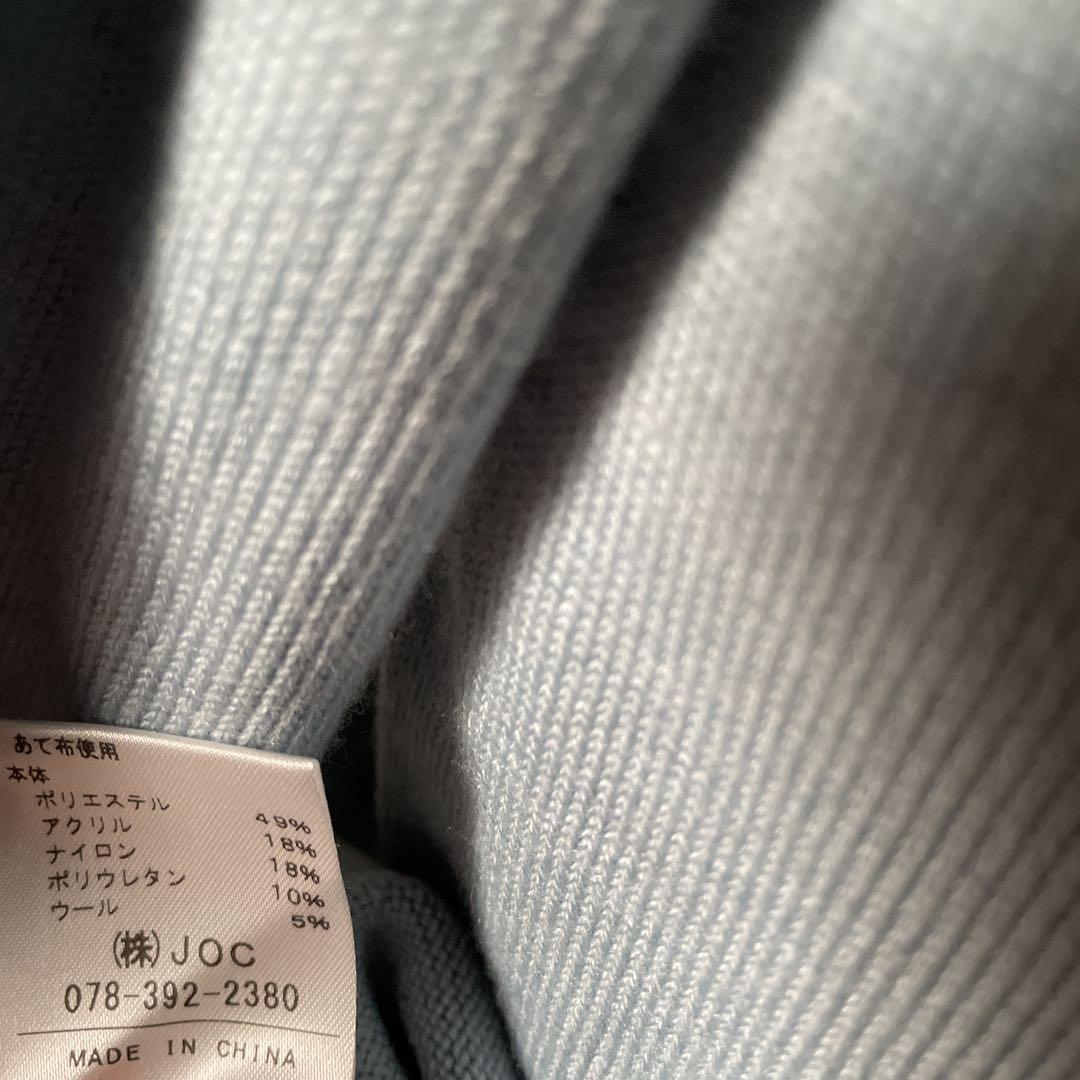 あて布使用
本体
ポリエステル 49%
アクリル 18%
ナイロン 18%
ポリウレタン 10%
ウール 5%
(株)JOC
078-392-2380
MADE IN CHINA